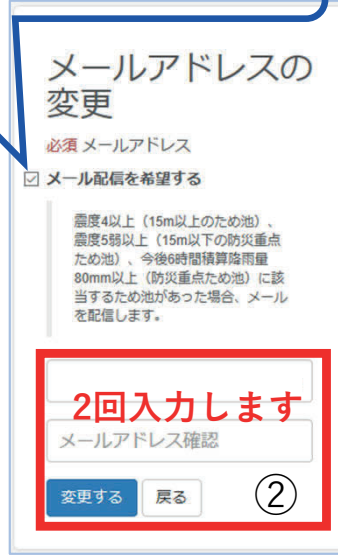 メールアドレスの
変更
必須 メールアドレス
メール配信を希望する
震度4以上（15m以上のため池）、
震度5弱以上（15m以下の防災重点
ため池）、今後6時間積算降雨量
80mm以上（防災重点ため池）に該
当するため池があった場合、メール
を配信します。
2回入力します
メールアドレス確認
変更する 戻る ②